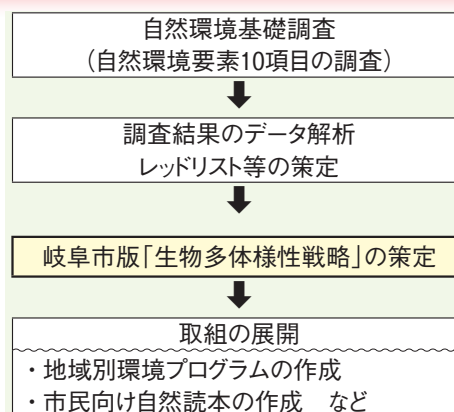 自然環境基礎調査
(自然環境要素10項目の調査)
調査結果のデータ解析
レッドリスト等の策定
岐阜市版「生物多体様性戦略」の策定
取組の展開
・地域別環境プログラムの作成
・市民向け自然読本の作成　など